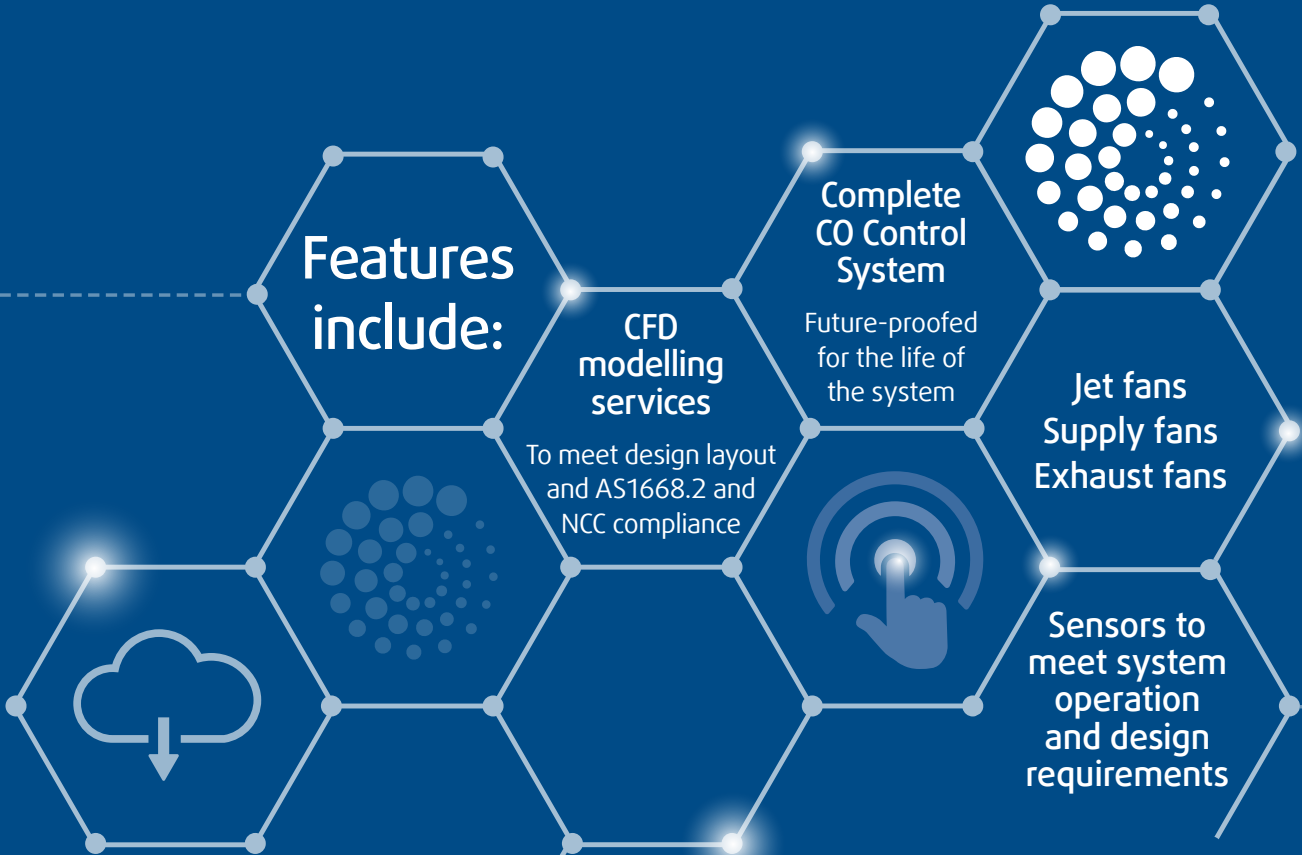 Features
include:
CFD
modelling
services
To meet design layout
and AS1668.2 and
NCC compliance
Complete
CO Control
System
Future-proofed
for the life of
the system
Jet fans
Supply fans
Exhaust fans
Sensors to
meet system
operation
and design
requirements